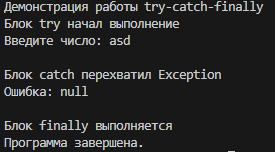 Демонстрация работы try-catch-finally
Блок try начал выполнение
Введите число: asd
Блок catch перехватил Exception
Ошибка: null
Блок finally выполняется
Программа завершена.